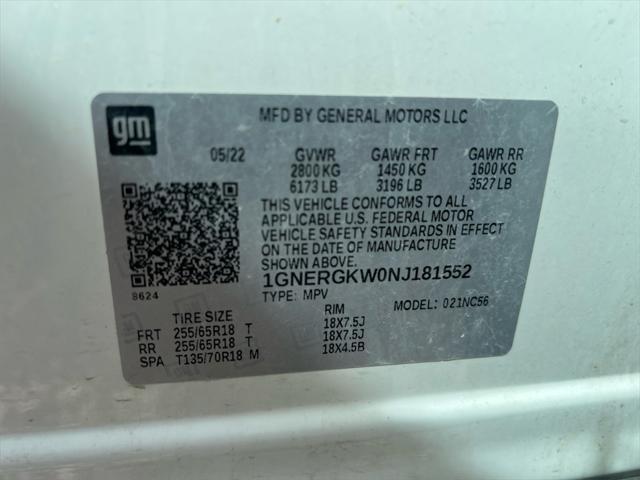 gm
MFD BY GENERAL MOTORS LLC
05/22 GVWR GAWR FRT GAWR RR
2800 KG 1450 KG 1600 KG
6173 LB 3196 LB 3527 LB
THIS VEHICLE CONFORMS TO ALL
APPLICABLE U.S. FEDERAL MOTOR
VEHICLE SAFETY STANDARDS IN EFFECT
ON THE DATE OF MANUFACTURE
SHOWN ABOVE.
1GNERGKW0NJ181552
8624 TYPE: MPV MODEL: 021NC56
TIRE SIZE RIM
FRT 255/65R18 T 18X7.5J
RR 255/65R18 T 18X7.5J
SPA T135/70R18 M 18X4.5B